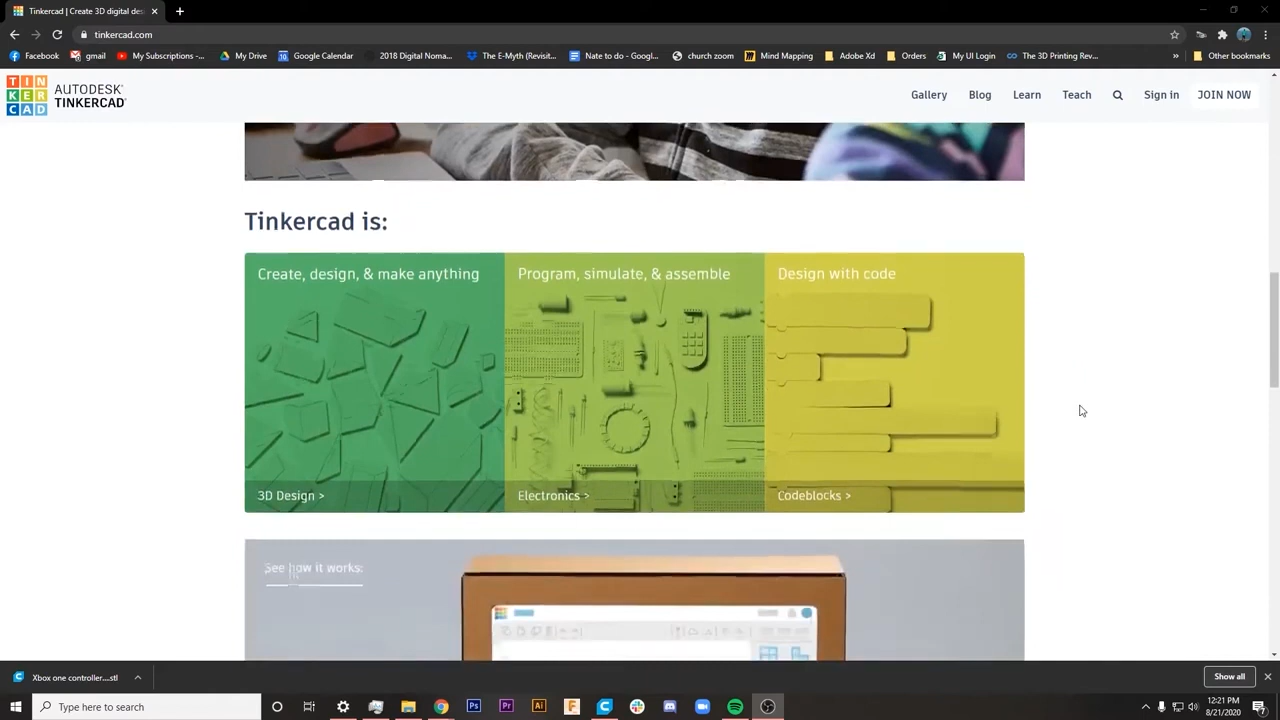 Tinkercad | Create 3D digital des
tinkercad.com
Facebook
gmail
My Subscriptions -...
My Drive
Google Calendar
2018 Digital Noma...
The E-Myth (Revisit...
Nate to do - Googl...
church zoom
Mind Mapping
Adobe Xd
Orders
My UI Login
The 3D Printing Rev...
Other bookmarks
TINKERCAD
AUTODESK
TINKERCAD
Gallery
Blog
Learn
Teach
Sign in
JOIN NOW
Tinkercad is:
Create, design, & make anything
Program, simulate, & assemble
Design with code
3D Design >
Electronics >
Codeblocks >
See how it works:
Xbox one controller....stl
Show all
Type here to search
12:21 PM
8/21/2020